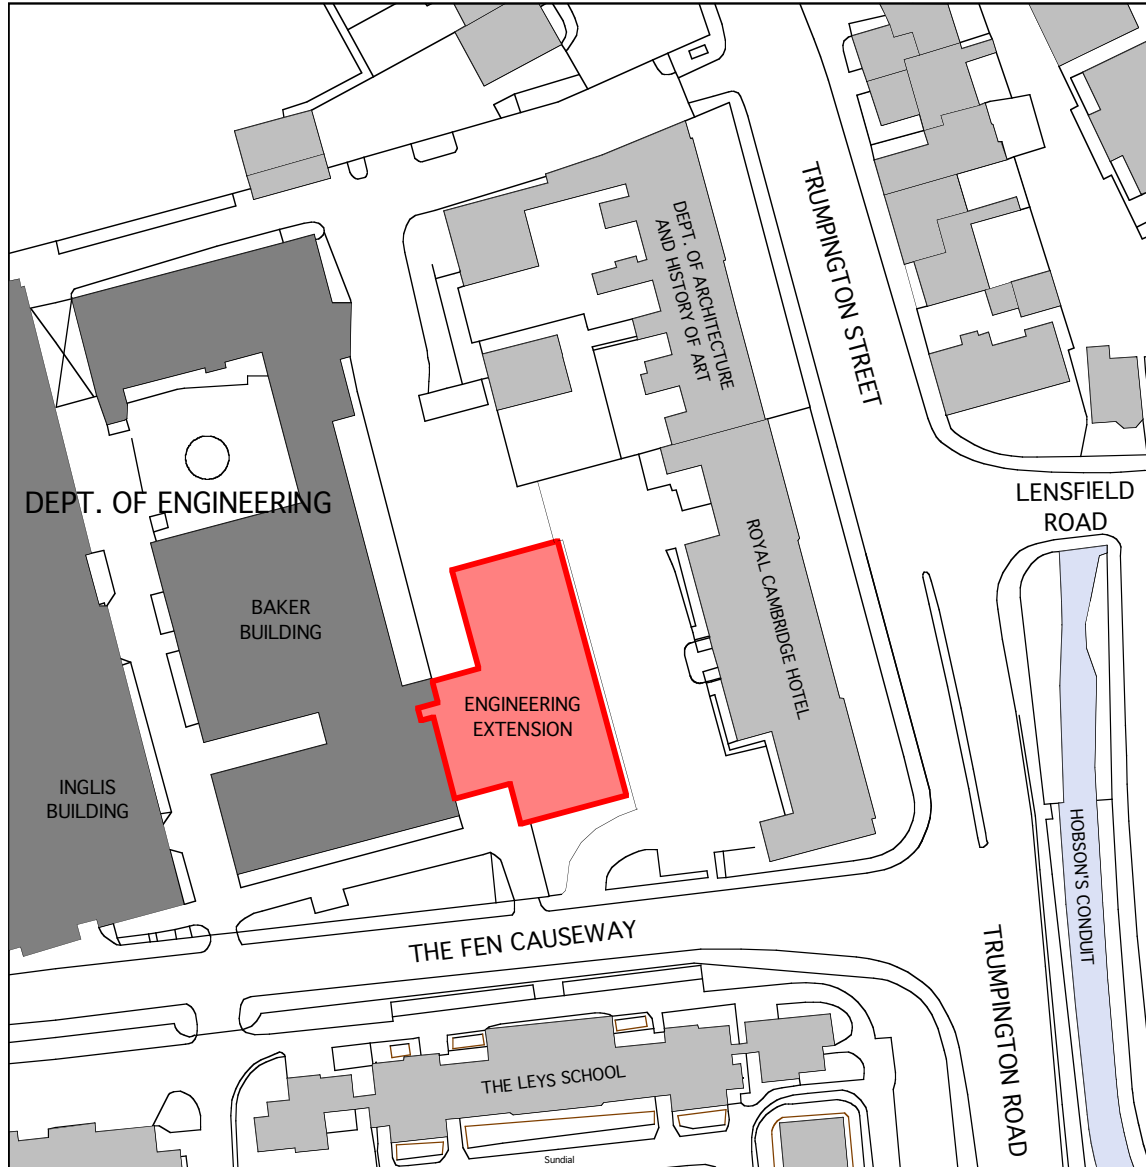 TRUMPINGTON STREET
DEPT. OF ARCHITECTURE
AND HISTORY OF ART
LENSFIELD
ROAD
DEPT. OF ENGINEERING
ROYAL CAMBRIDGE HOTEL
BAKER
BUILDING
ENGINEERING
EXTENSION
INGLIS
BUILDING
HOBSON'S CONDUIT
THE FEN CAUSEWAY
TRUMPINGTON ROAD
THE LEYS SCHOOL
Sundial